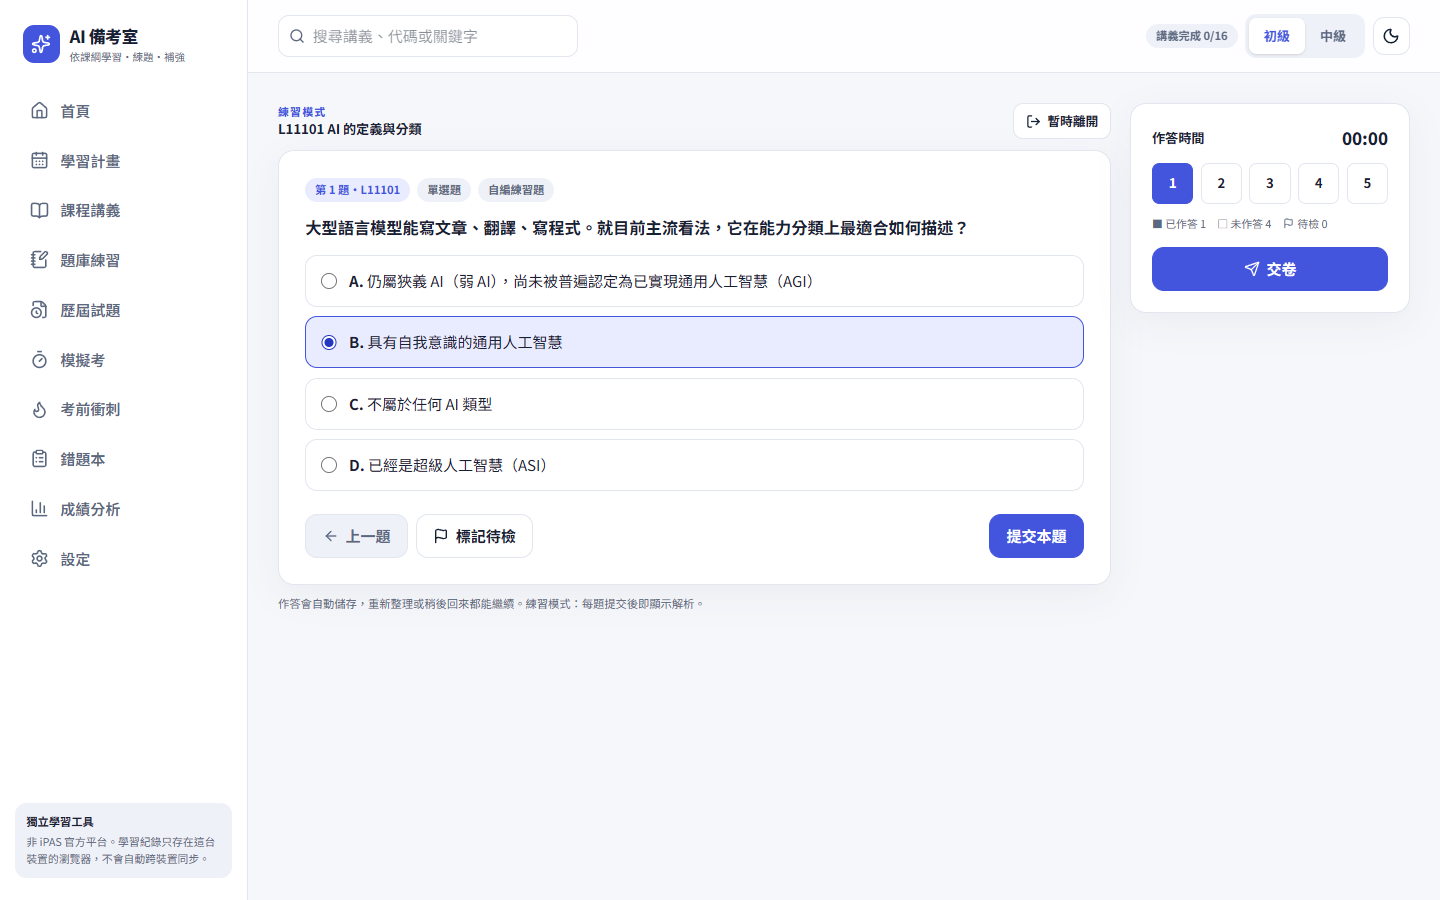 AI 備考室
依課綱學習・練題・補強
首頁
學習計畫
課程講義
題庫練習
歷屆試題
模擬考
考前衝刺
錯題本
成績分析
設定
獨立學習工具
非 iPAS 官方平台。學習紀錄只存在這台
裝置的瀏覽器，不會自動跨裝置同步。
搜尋講義、代碼或關鍵字
講義完成 0/16
初級
中級
練習模式
L11101 AI 的定義與分類
暫時離開
第 1 題・L11101
單選題
自編練習題
大型語言模型能寫文章、翻譯、寫程式。就目前主流看法，它在能力分類上最適合如何描述？
A. 仍屬狹義 AI（弱 AI），尚未被普遍認定為已實現通用人工智慧（AGI）
B. 具有自我意識的通用人工智慧
C. 不屬於任何 AI 類型
D. 已經是超級人工智慧（ASI）
上一題
標記待檢
提交本題
作答會自動儲存，重新整理或稍後回來都能繼續。練習模式：每題提交後即顯示解析。
作答時間
00:00
1
2
3
4
5
已作答 1
未作答 4
待檢 0
交卷